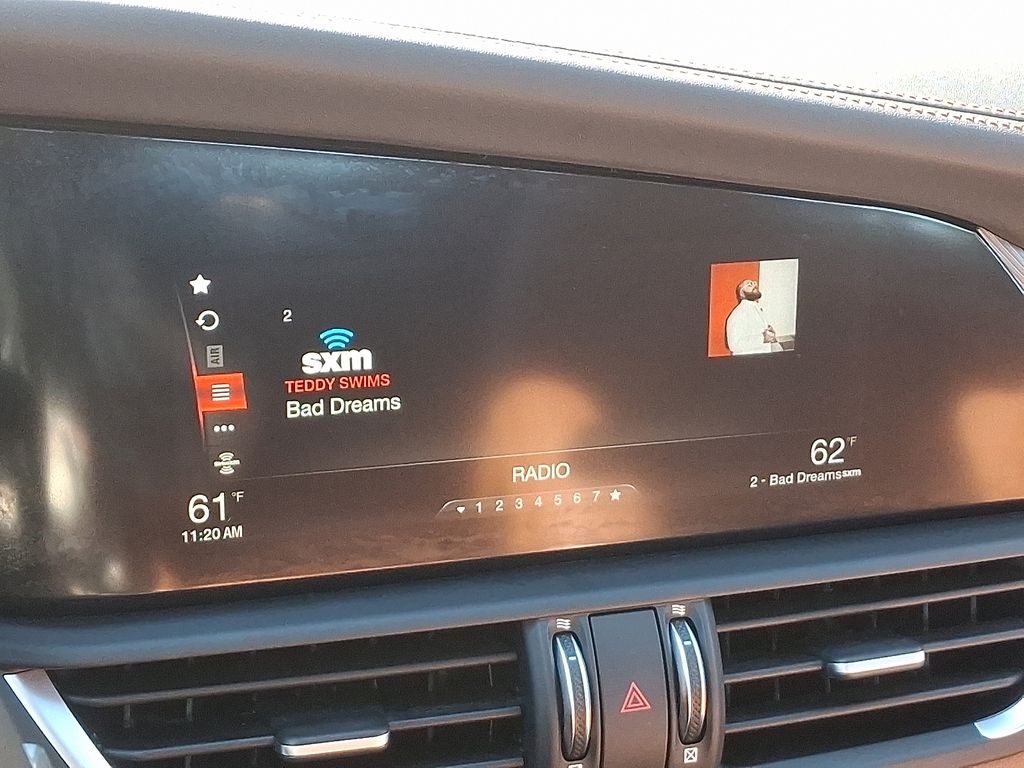 2
sxm
AIR
TEDDY SWIMS
Bad Dreams
RADIO
1 2 3 4 5 6 7
61°F
11:20 AM
62°F
2 - Bad Dreams sxm